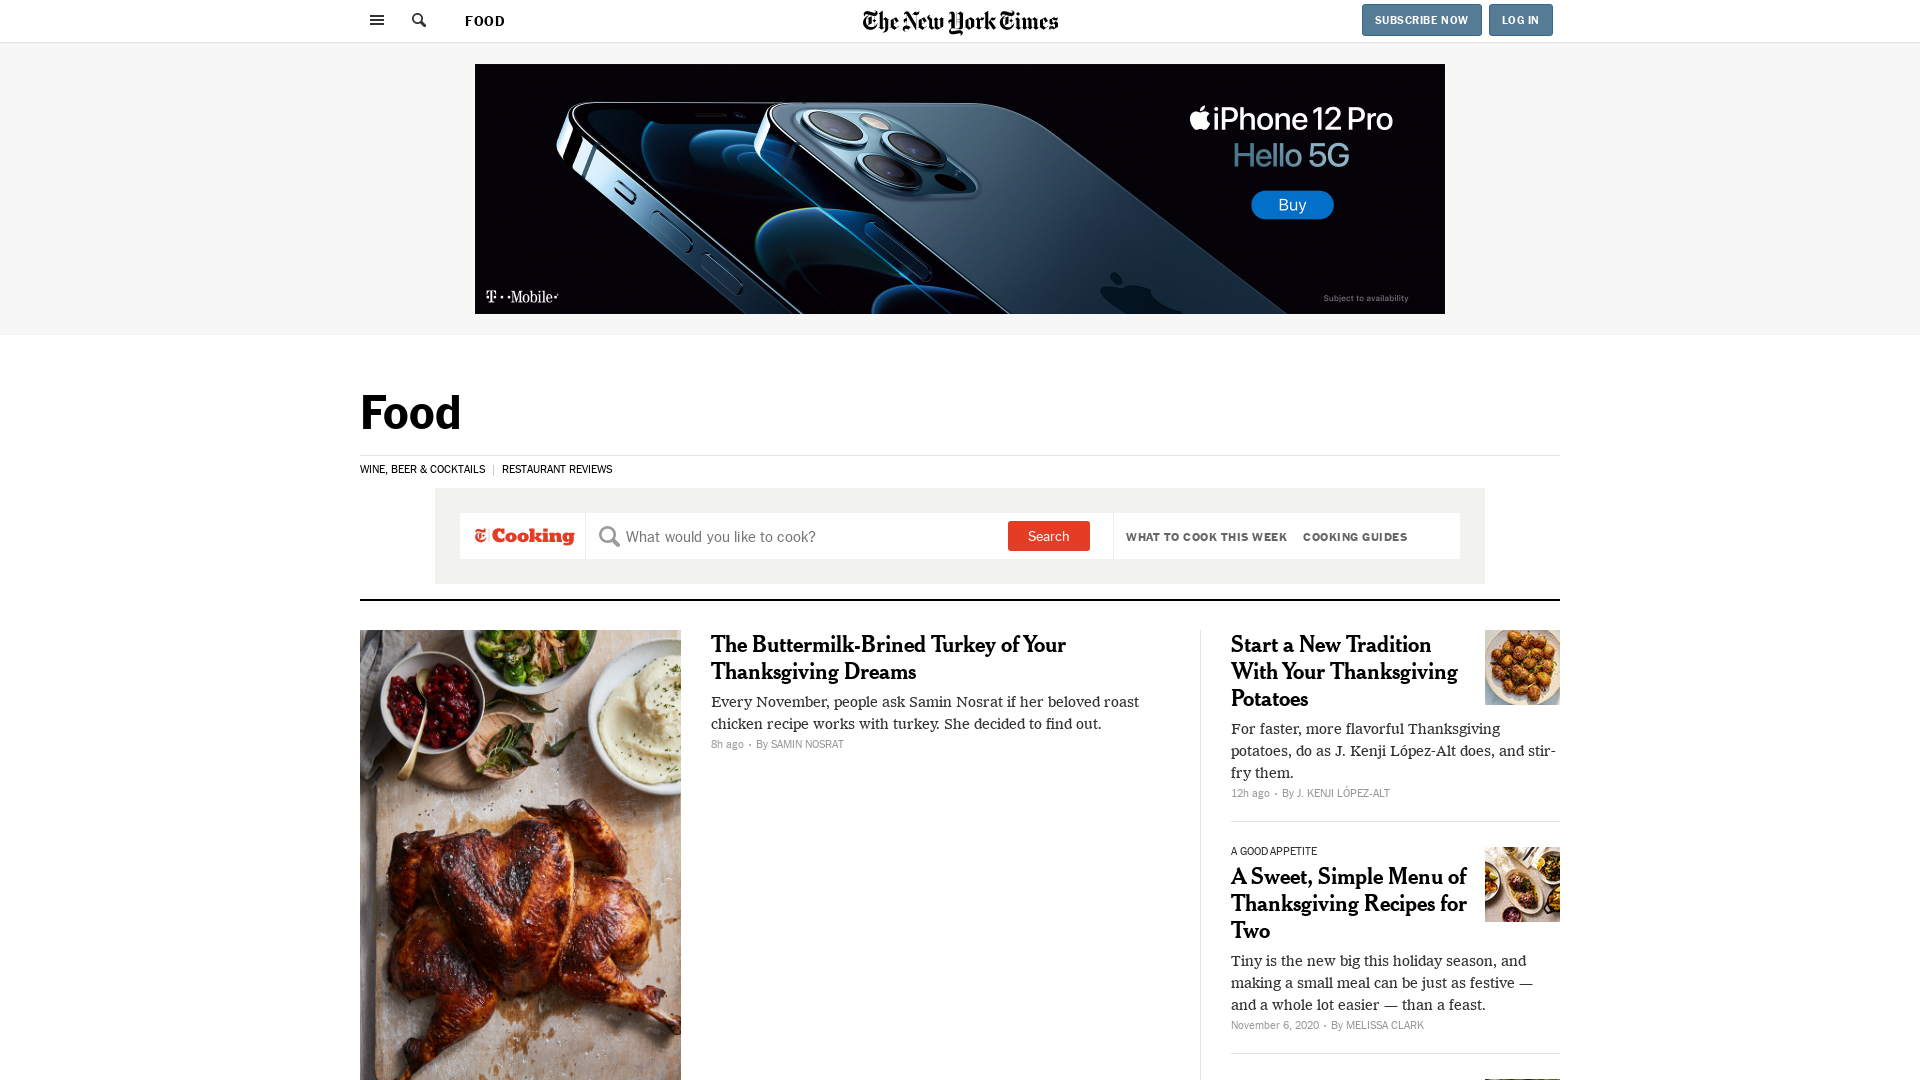 FOOD
The New York Times
SUBSCRIBE NOW
LOG IN
iPhone 12 Pro
Hello 5G
Buy
T Mobile
Subject to availability
Food
WINE, BEER & COCKTAILS
RESTAURANT REVIEWS
T Cooking
What would you like to cook?
Search
WHAT TO COOK THIS WEEK
COOKING GUIDES
The Buttermilk-Brined Turkey of Your
Thanksgiving Dreams
Every November, people ask Samin Nosrat if her beloved roast
chicken recipe works with turkey. She decided to find out.
8h ago • By SAMIN NOSRAT
Start a New Tradition
With Your Thanksgiving
Potatoes
For faster, more flavorful Thanksgiving
potatoes, do as J. Kenji López-Alt does, and stir-
fry them.
12h ago • By J. KENJI LÓPEZ-ALT
A GOOD APPETITE
A Sweet, Simple Menu of
Thanksgiving Recipes for
Two
Tiny is the new big this holiday season, and
making a small meal can be just as festive —
and a whole lot easier — than a feast.
November 6, 2020 • By MELISSA CLARK